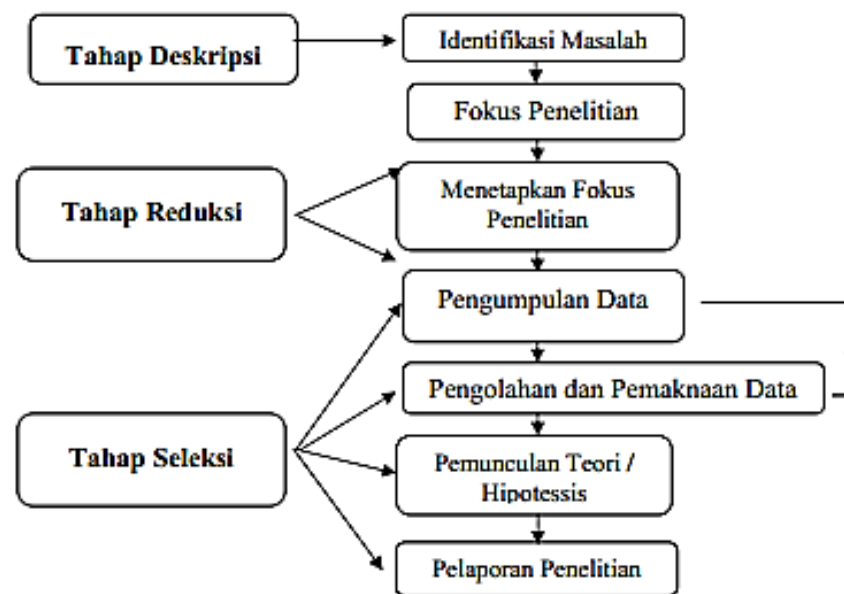 Tahap Deskripsi
Identifikasi Masalah
Fokus Penelitian
Tahap Reduksi
Menetapkan Fokus
Penelitian
Pengumpulan Data
Pengolahan dan Pemaknaan Data
Tahap Seleksi
Pemunculan Teori /
Hipotessis
Pelaporan Penelitian